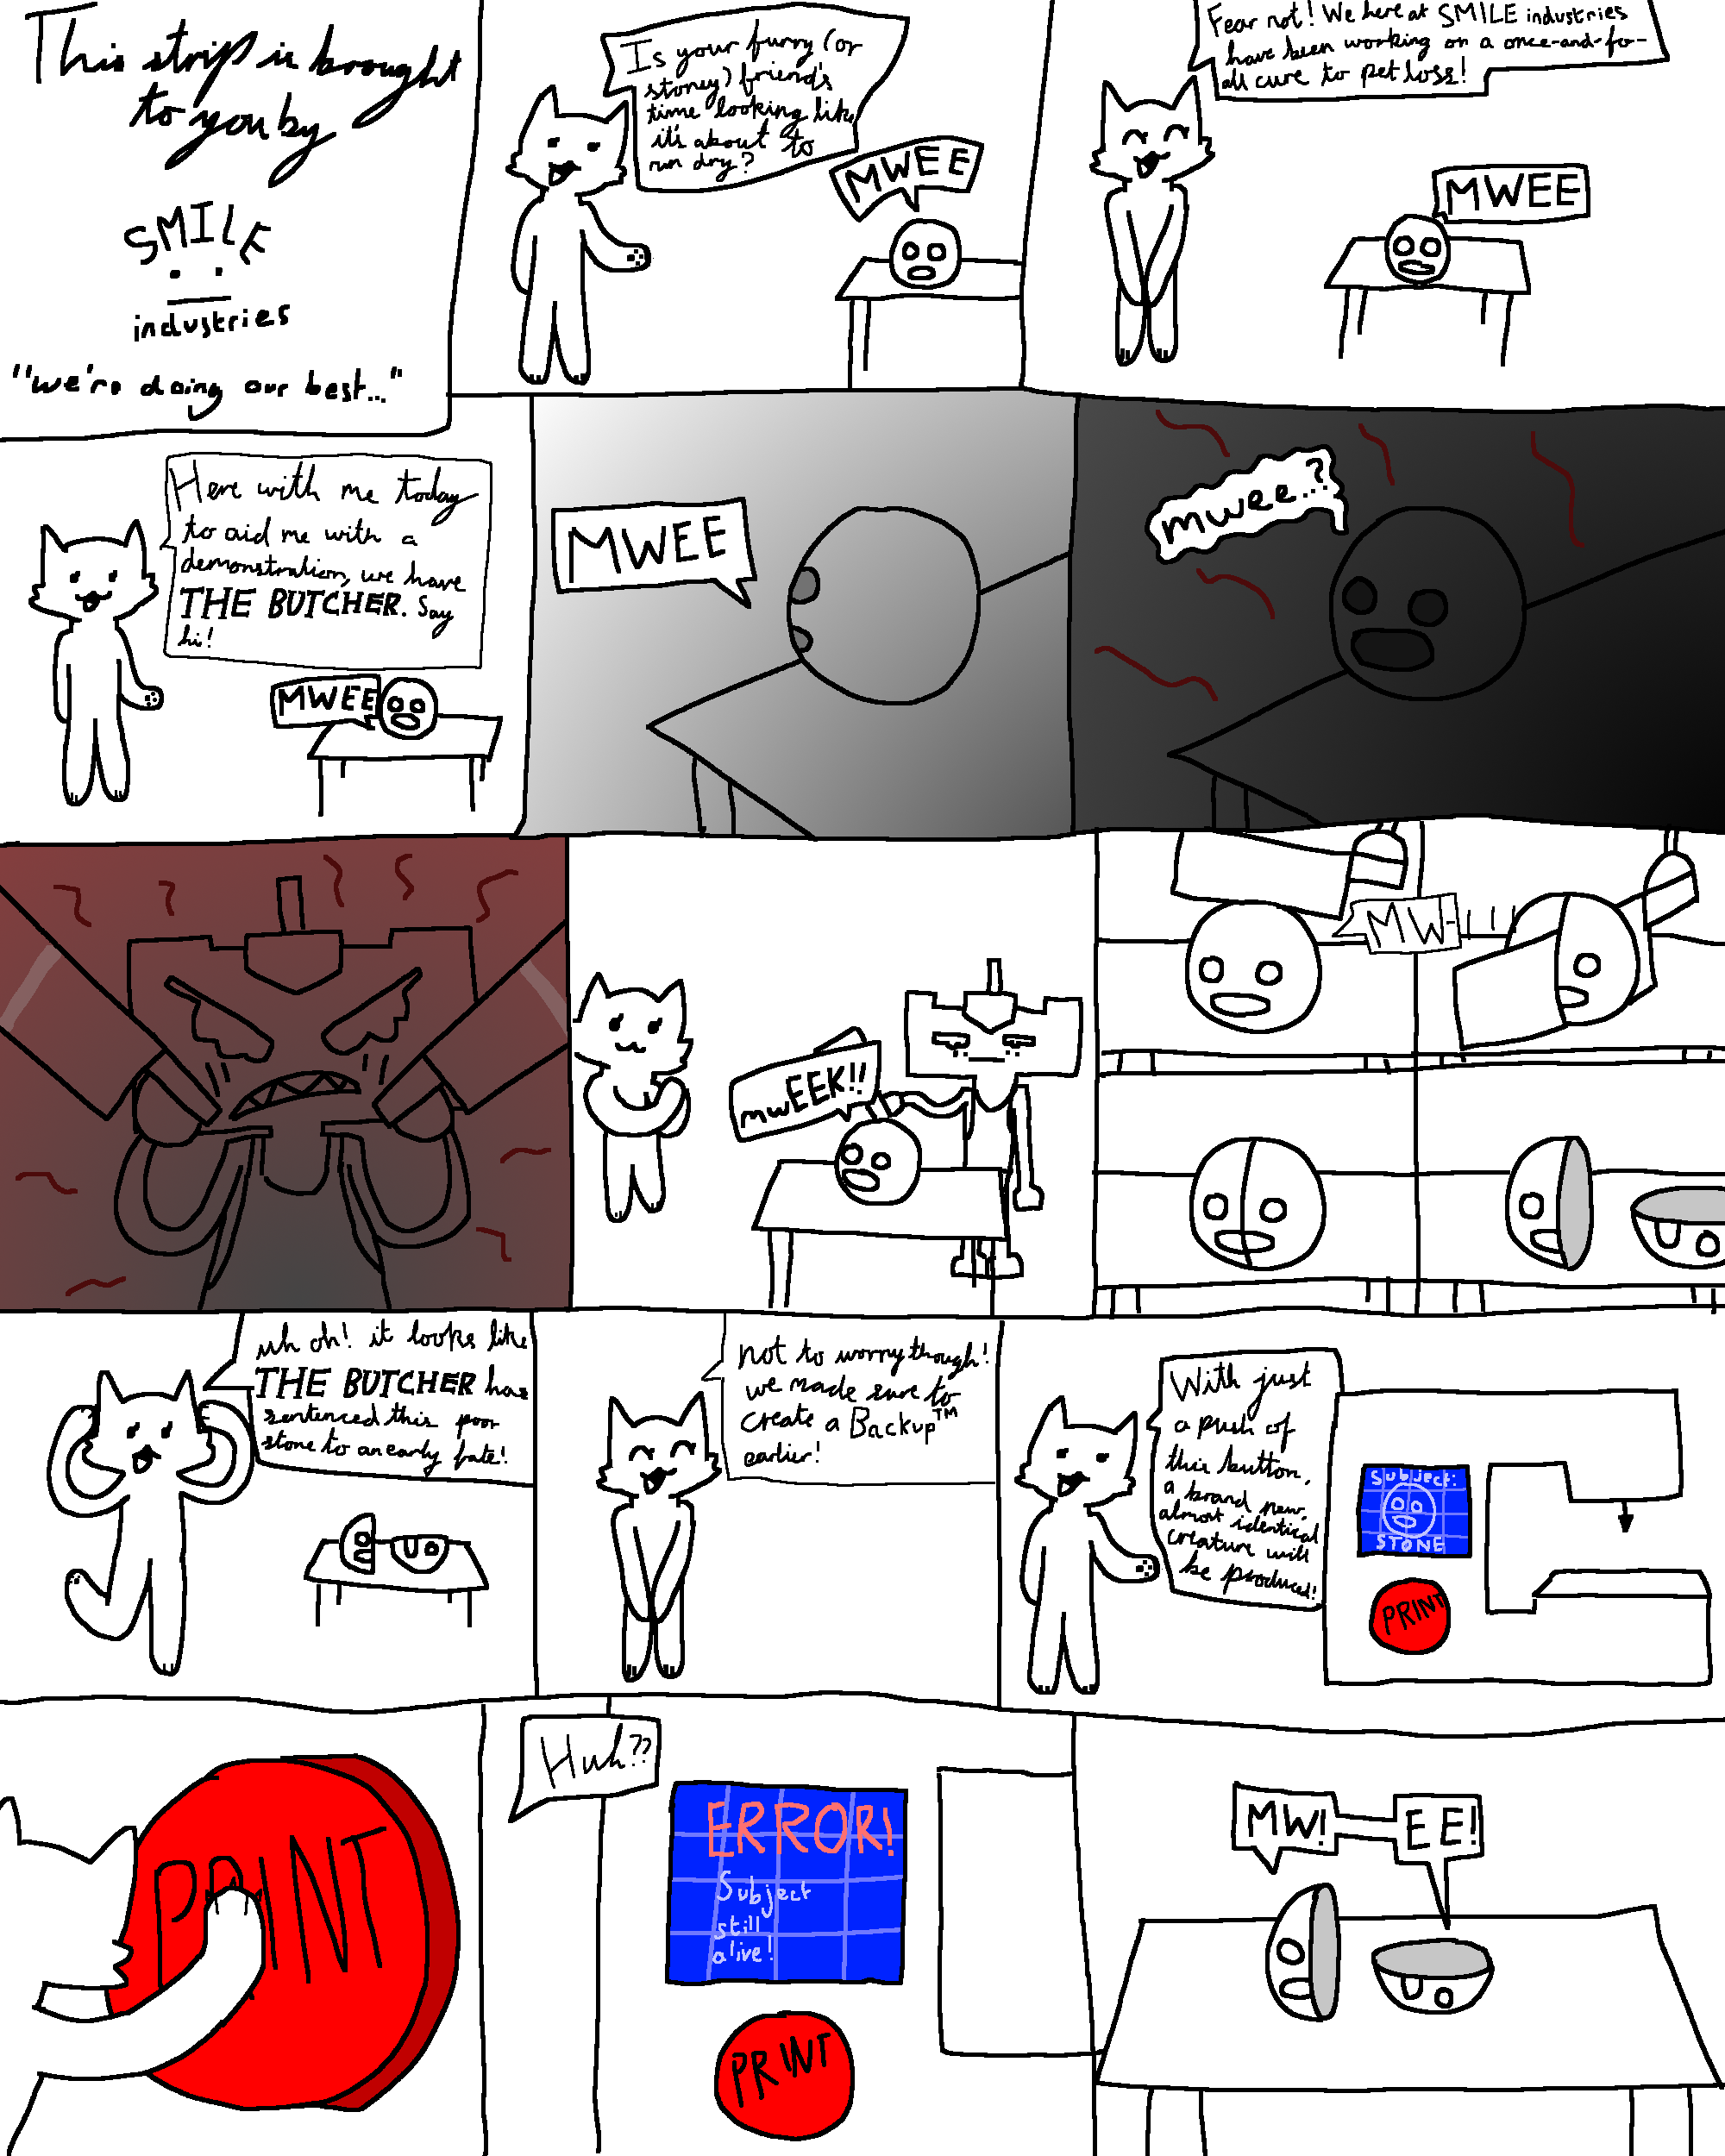 This strip is brought
to you by
SMILE
industries
"we're doing our best..."
Is your furry (or
stoney) friend's
time looking like
it's about to
run dry?
MWEE
Fear not! We here at SMILE industries
have been working on a once-and-for-
all cure to pet loss!
MWEE
Here with me today
to aid me with a
demonstration, we have
THE BUTCHER. Say
hi!
MWEE
MWEE
mwee..?
mwEEK!!
MW-
uh oh! it looks like
THE BUTCHER has
sentenced this poor
stone to an early fate!
not to worry though!
we made sure to
create a Backup™
earlier!
With just
a push of
this button,
a brand new,
almost identical
creature will
be produced!
Subject:
STONE
PRINT
PRINT
Huh??
ERROR!
Subject
still
alive!
PRINT
MW!
EE!